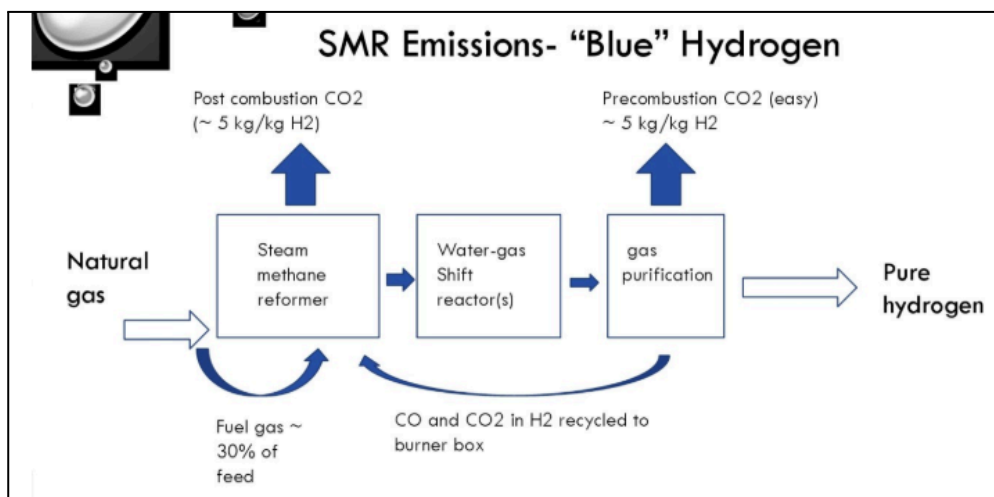 SMR Emissions- “Blue” Hydrogen
Post combustion CO2
(~ 5 kg/kg H2)
Precombustion CO2 (easy)
~ 5 kg/kg H2
Natural
gas
Steam
methane
reformer
Water-gas
Shift
reactor(s)
gas
purification
Pure
hydrogen
Fuel gas ~
30% of
feed
CO and CO2 in H2 recycled to
burner box